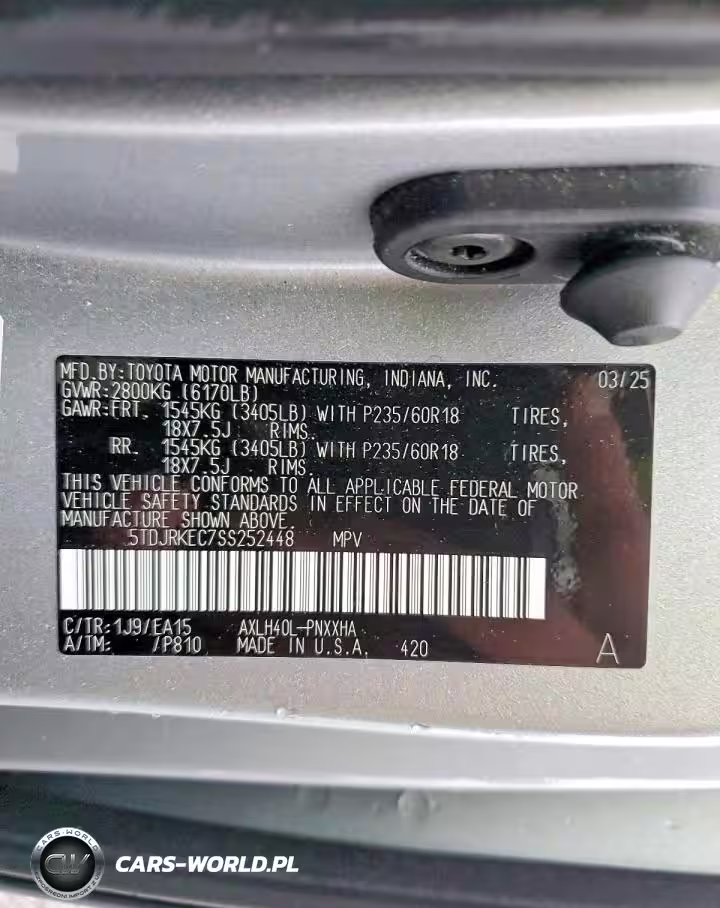 MFD.BY:TOYOTA MOTOR MANUFACTURING, INDIANA, INC. 03/25
GVWR:2800KG (6170LB)
GAWR:FRT. 1545KG (3405LB) WITH P235/60R18 TIRES,
18X7.5J RIMS.
RR. 1545KG (3405LB) WITH P235/60R18 TIRES,
18X7.5J RIMS.
THIS VEHICLE CONFORMS TO ALL APPLICABLE FEDERAL MOTOR
VEHICLE SAFETY STANDARDS IN EFFECT ON THE DATE OF
MANUFACTURE SHOWN ABOVE.
5TDJRKEC7SS252448 MPV
C/TR:1J9/EA15 AXLH40L-PNXXHA
A/TM: /P810 MADE IN U.S.A. 420 A
CARS-WORLD
CW
CARS-WORLD.PL